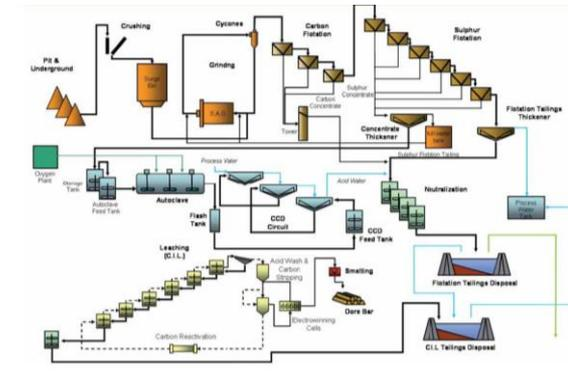 Crushing
Cycones
Carbon
Flotation
Sulphur
Flotation
Pit &
Underground
Surge
Bin
Grindng
S.A.G
Carbon
Concentrate
Sulphur
Concentrate
Tower
Concentrate
Thickener
Sulphur Flotation Tailing
Flotation Tailings
Thickener
Oxygen
Plant
Storage
Tank
Autoclave
Feed Tank
Autoclave
Process Water
Flash
Tank
CCD
Circuit
Acid Water
CCD
Feed Tank
Nutralization
Process
Water
Tank
Leaching
(C.I.L.)
Acid Wash &
Carbon
Stripping
Smelting
Dore Bar
Electrowinning
Cells
Carbon Reactivation
Flotation Tailings Disposal
C.I.L Tailings Disposal